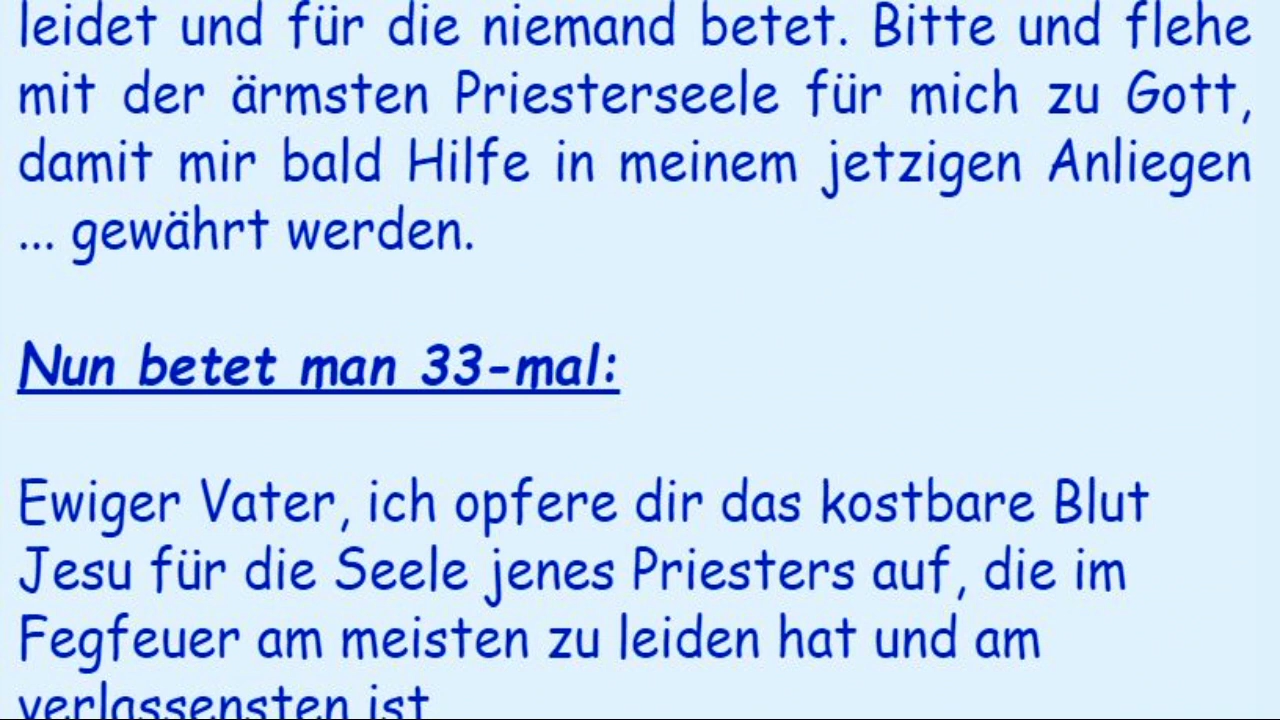 leidet und für die niemand betet. Bitte und flehe
mit der ärmsten Priesterseele für mich zu Gott,
damit mir bald Hilfe in meinem jetzigen Anliegen
... gewährt werden.
Nun betet man 33-mal:
Ewiger Vater, ich opfere dir das kostbare Blut
Jesu für die Seele jenes Priesters auf, die im
Fegfeuer am meisten zu leiden hat und am
verlassensten ist